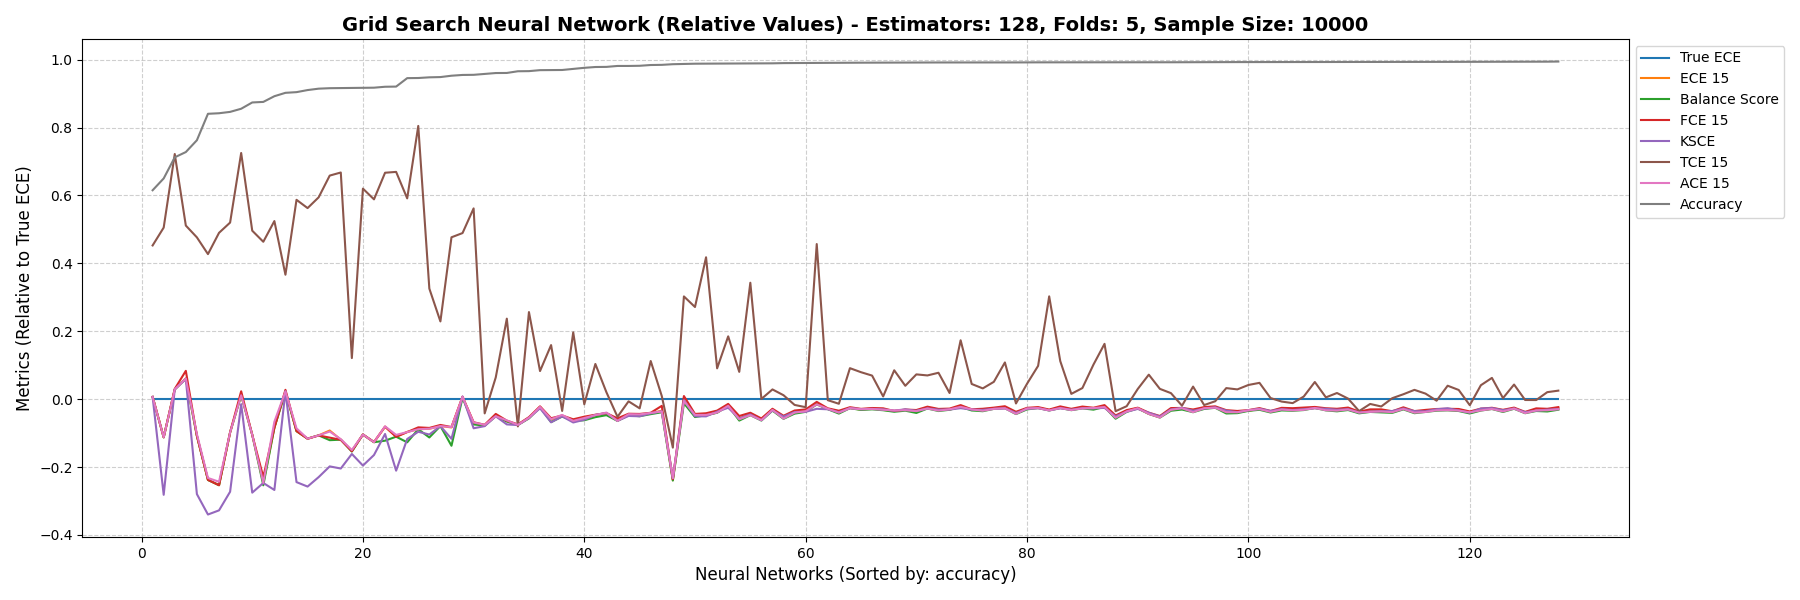 Grid Search Neural Network (Relative Values) - Estimators: 128, Folds: 5, Sample Size: 10000
Metrics (Relative to True ECE)
1.0
0.8
0.6
0.4
0.2
0.0
−0.2
−0.4
0 20 40 60 80 100 120
Neural Networks (Sorted by: accuracy)
True ECE
ECE 15
Balance Score
FCE 15
KSCE
TCE 15
ACE 15
Accuracy